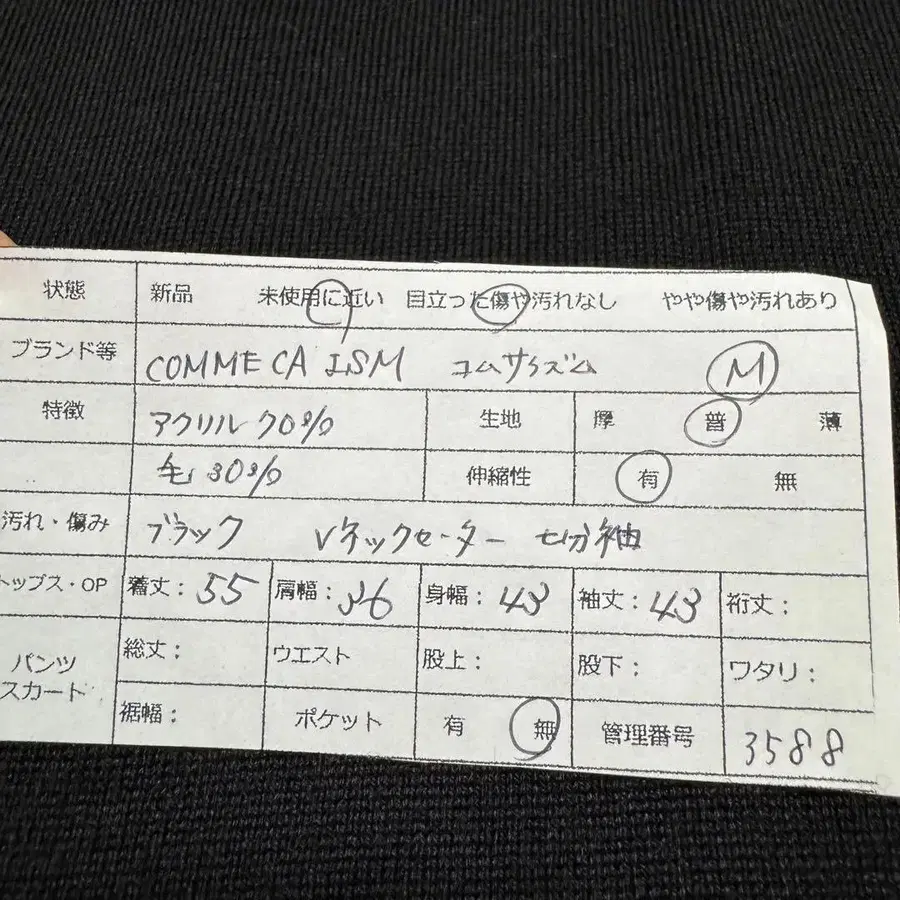 状態 新品 未使用に近い 目立った傷や汚れなし やや傷や汚れあり
ブランド等 COMME CA ISM コムサイズム M
特徴 アクリル70% 生地 厚 普 薄
毛30% 伸縮性 有 無
汚れ・傷み ブラック Vネックセーター 七分袖
トップス・OP 着丈: 55 肩幅: 36 身幅: 43 袖丈: 43 裄丈:
パンツ 総丈: ウエスト 股上: 股下: ワタリ:
スカート
裾幅: ポケット 有 無 管理番号 3588